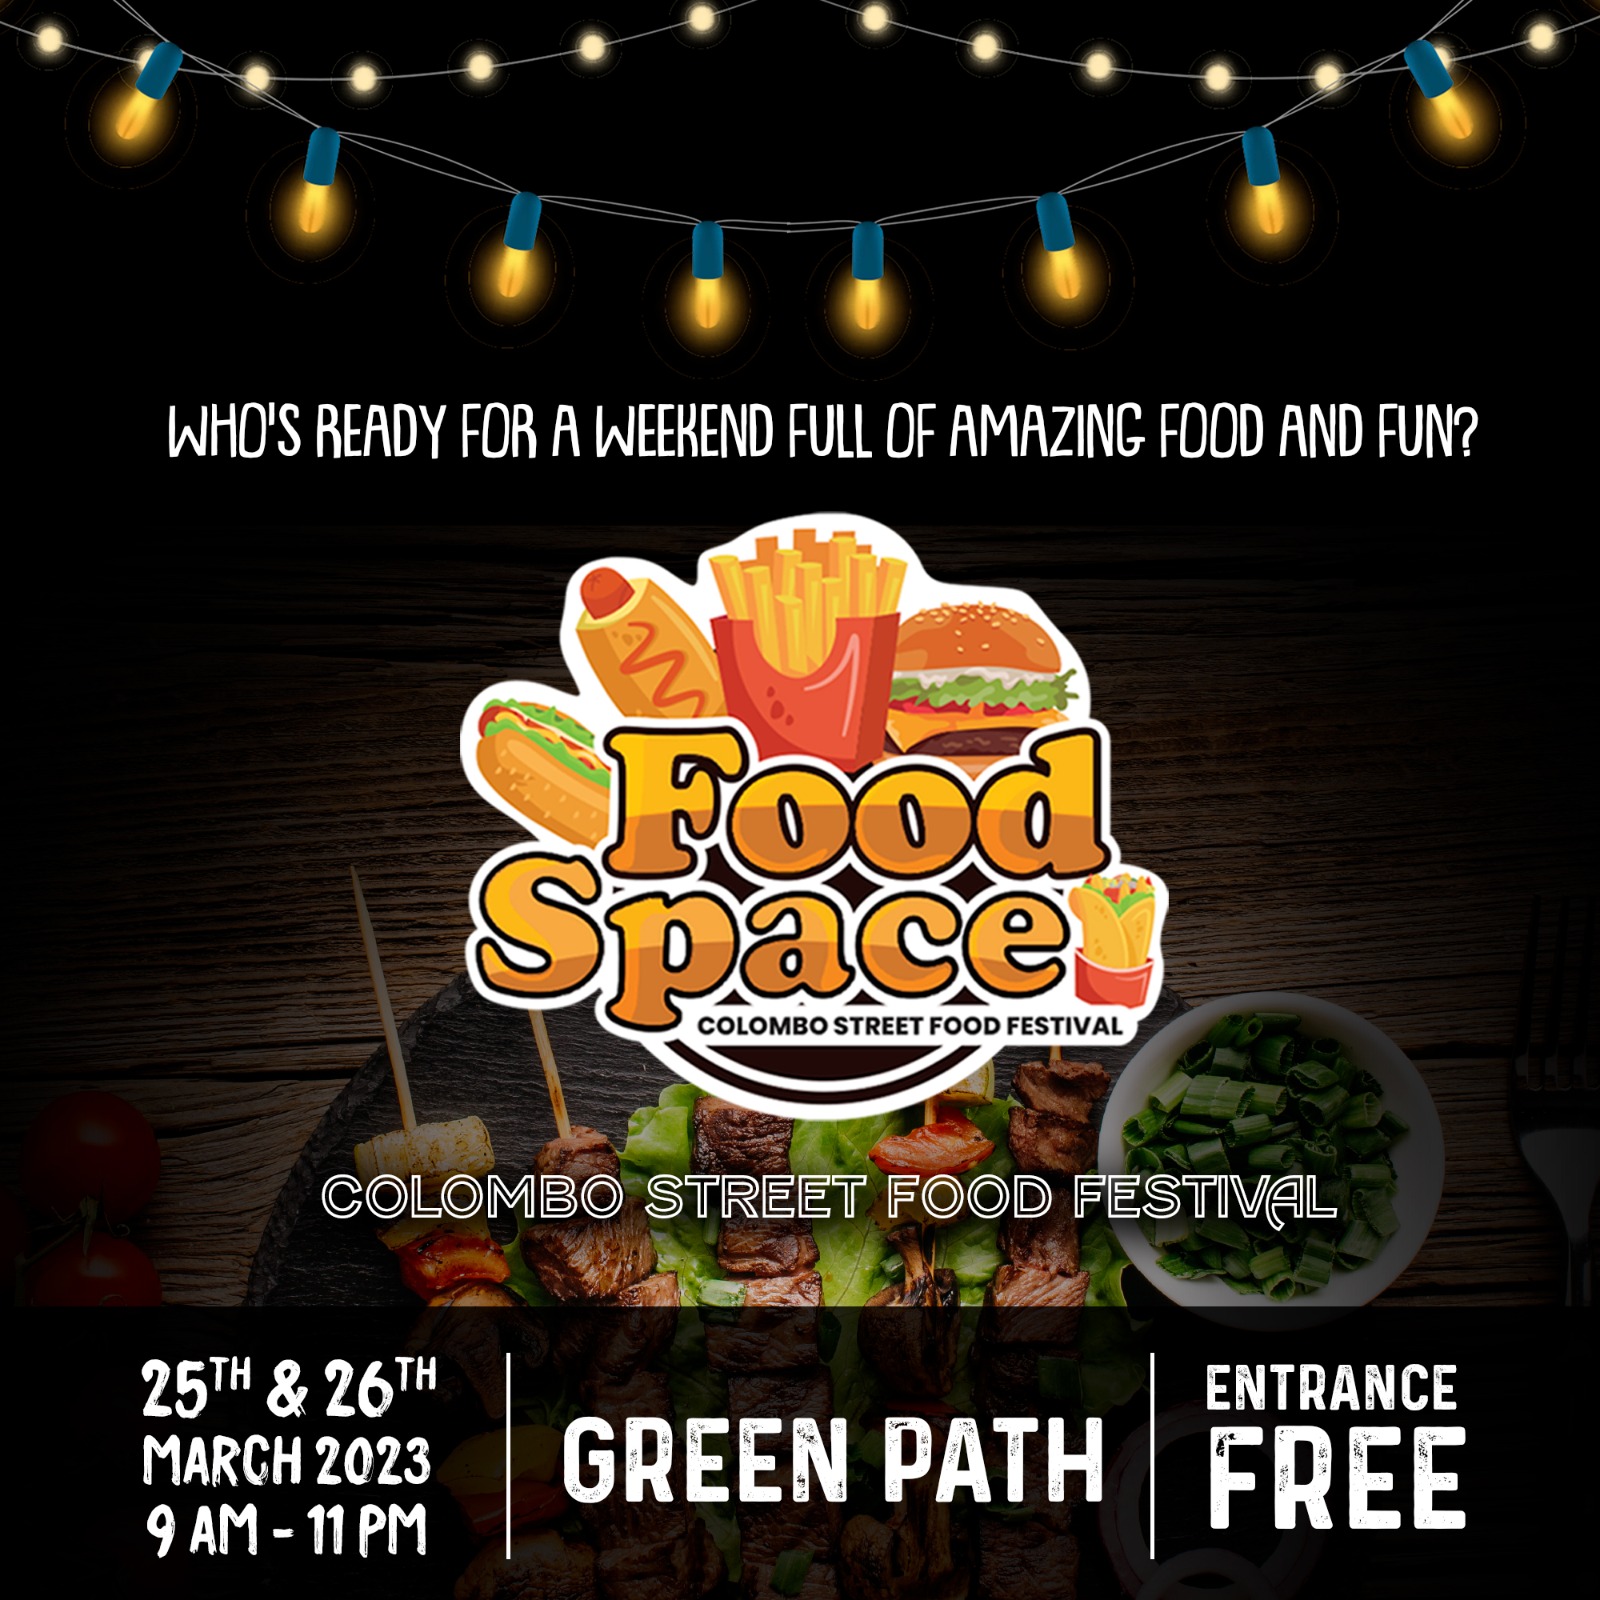 WHO'S READY FOR A WEEKEND FULL OF AMAZING FOOD AND FUN?
Food
Space
COLOMBO STREET FOOD FESTIVAL
COLOMBO STREET FOOD FESTIVAL
25TH & 26TH
MARCH 2023
9 AM - 11 PM
GREEN PATH
ENTRANCE
FREE